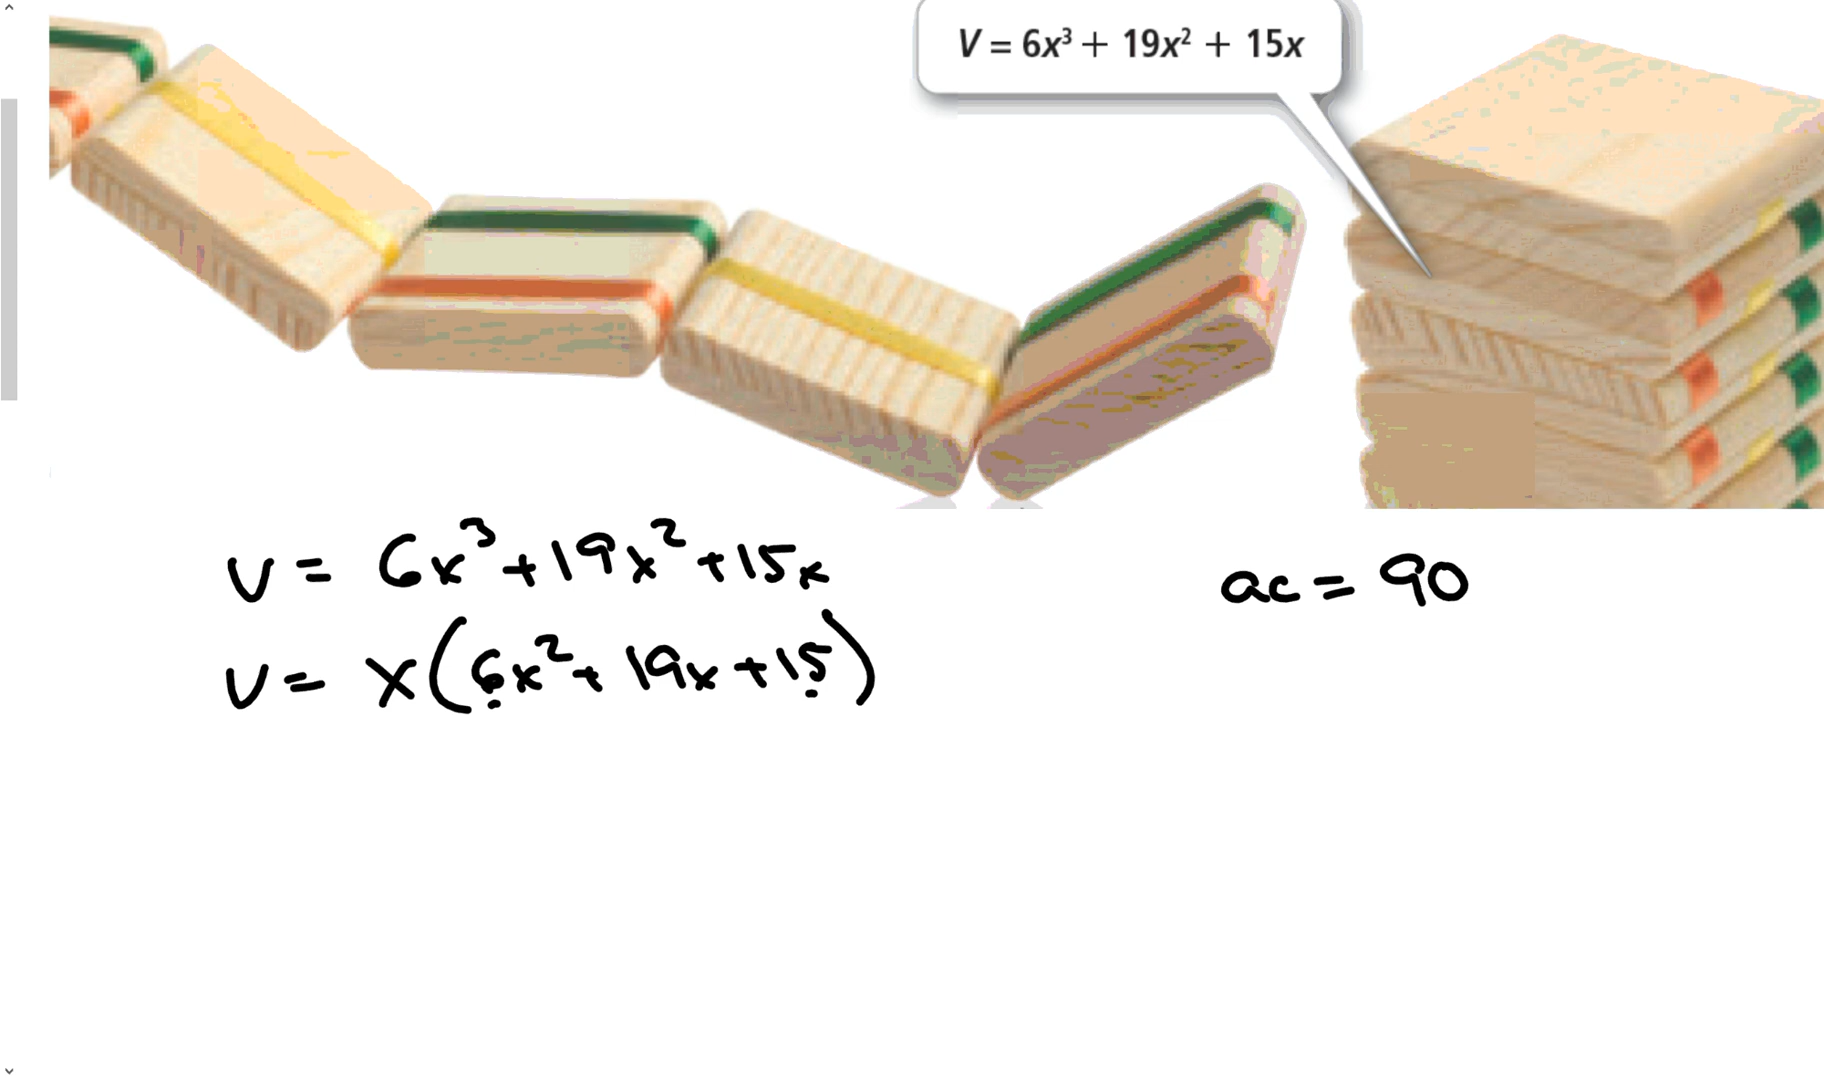 V = 6x³ + 19x² + 15x
V = 6x³ + 19x² + 15x
ac = 90
V = x(6x² + 19x + 15)